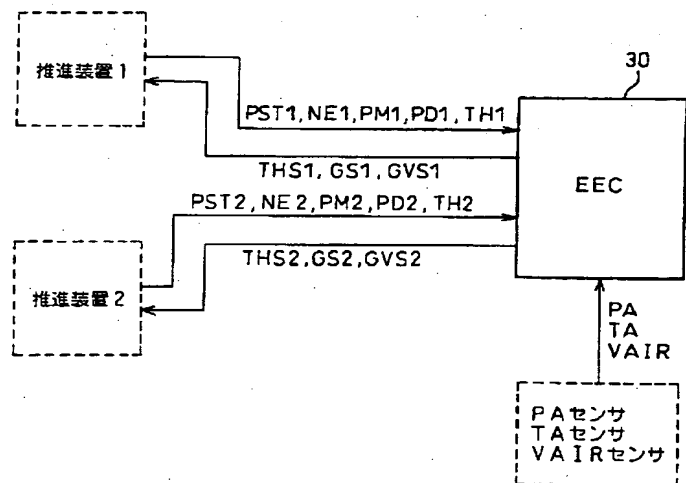 推進装置1
30
PST1,NE1,PM1,PD1,TH1
THS1,GS1,GVS1
EEC
PST2,NE2,PM2,PD2,TH2
THS2,GS2,GVS2
推進装置2
PA
TA
VAIR
PAセンサ
TAセンサ
VAIRセンサ